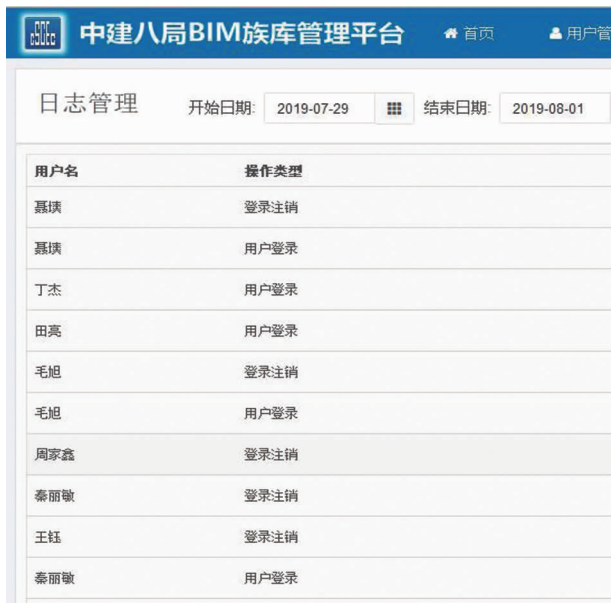 CSCEC 中建八局BIM族库管理平台 首页 用户管
日志管理 开始日期: 2019-07-29 结束日期: 2019-08-01
用户名 操作类型
聂璜 登录注销
聂璜 用户登录
丁杰 用户登录
田亮 用户登录
毛旭 登录注销
毛旭 用户登录
周家鑫 登录注销
秦丽敏 登录注销
王钰 登录注销
秦丽敏 用户登录